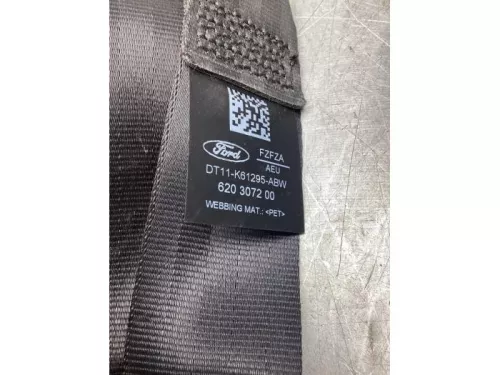 Ford
FZFZA
AEU
DT11-K61295-ABW
620 3072 00
WEBBING MAT.: <PET>